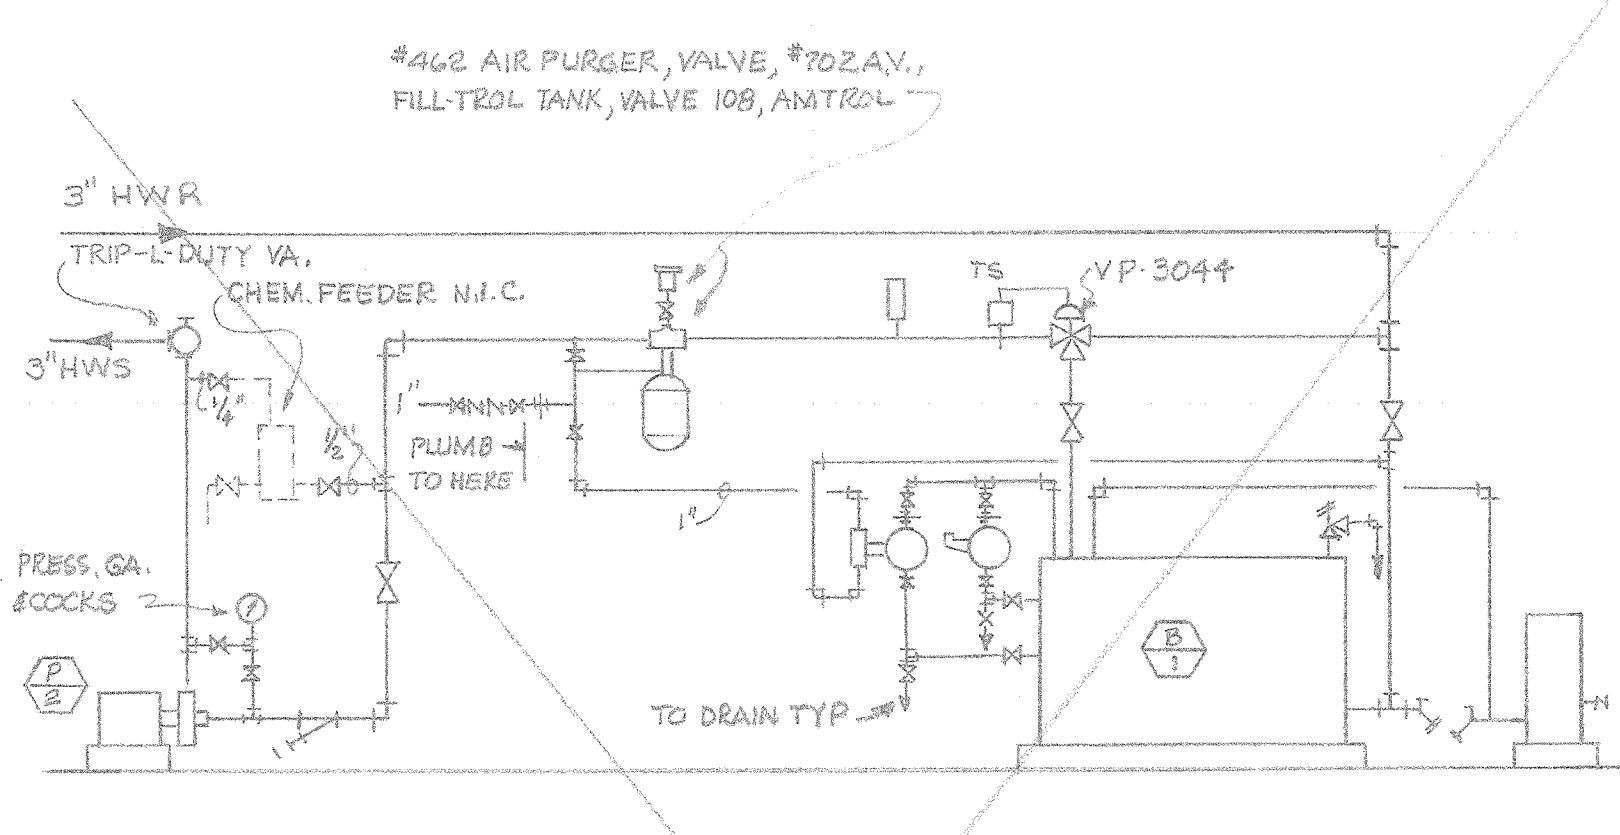 #462 AIR PURGER, VALVE, #702 A.V.,
FILL-TROL TANK, VALVE 108, AMTROL
3" HWR
TRIP-L-DUTY VA.
CHEM. FEEDER N.I.C.
TS
VP-3044
3" HWS
1/4"
1"
1/2"
PLUMB
TO HERE
1"
PRESS. GA.
& COCKS
P
2
B
1
TO DRAIN TYP
N